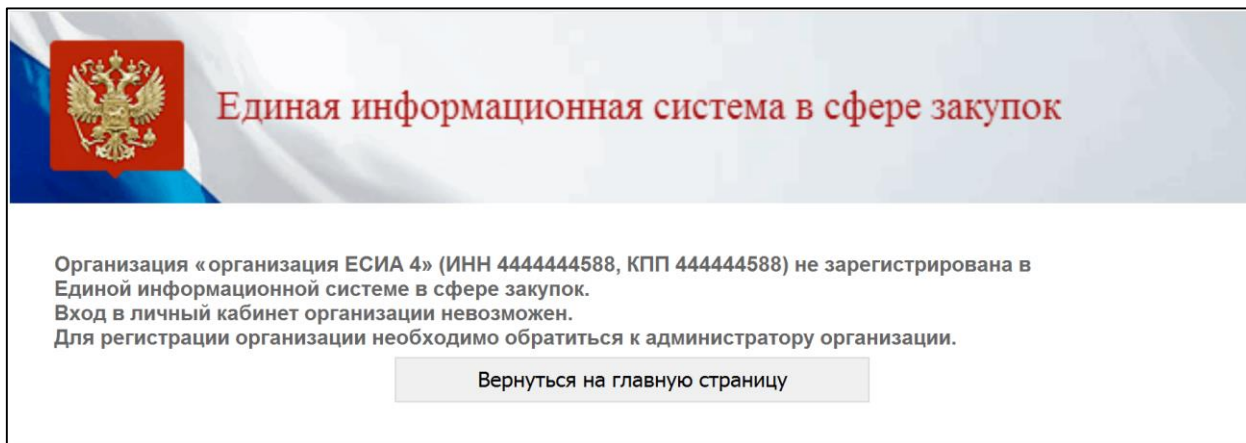 Единая информационная система в сфере закупок
Организация «организация ЕСИА 4» (ИНН 4444444588, КПП 444444588) не зарегистрирована в
Единой информационной системе в сфере закупок.
Вход в личный кабинет организации невозможен.
Для регистрации организации необходимо обратиться к администратору организации.
Вернуться на главную страницу